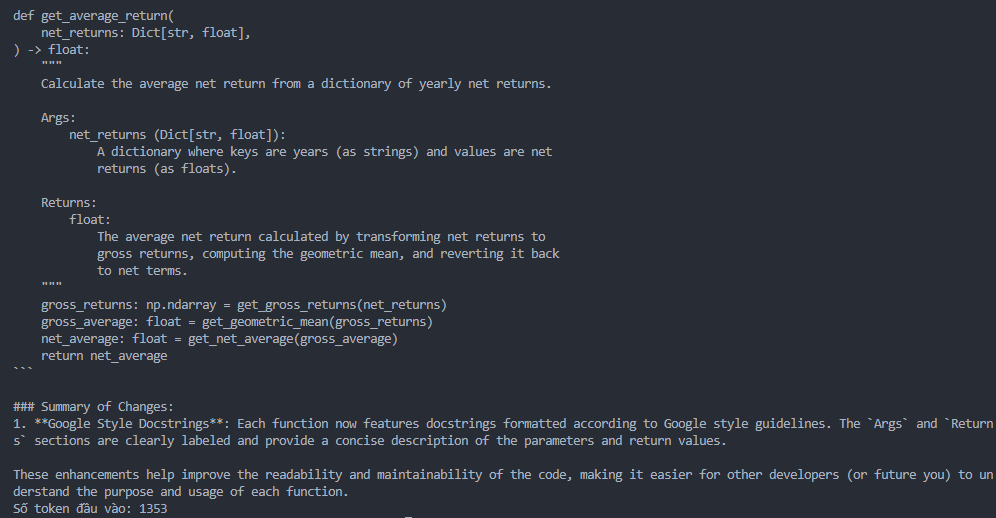 def get_average_return(
    net_returns: Dict[str, float],
) -> float:
    """
    Calculate the average net return from a dictionary of yearly net returns.

    Args:
        net_returns (Dict[str, float]):
            A dictionary where keys are years (as strings) and values are net
            returns (as floats).

    Returns:
        float:
            The average net return calculated by transforming net returns to
            gross returns, computing the geometric mean, and reverting it back
            to net terms.
    """
    gross_returns: np.ndarray = get_gross_returns(net_returns)
    gross_average: float = get_geometric_mean(gross_returns)
    net_average: float = get_net_average(gross_average)
    return net_average
```

### Summary of Changes:
1. **Google Style Docstrings**: Each function now features docstrings formatted according to Google style guidelines. The `Args` and `Return
s` sections are clearly labeled and provide a concise description of the parameters and return values.

These enhancements help improve the readability and maintainability of the code, making it easier for other developers (or future you) to un
derstand the purpose and usage of each function.
Số token đầu vào: 1353